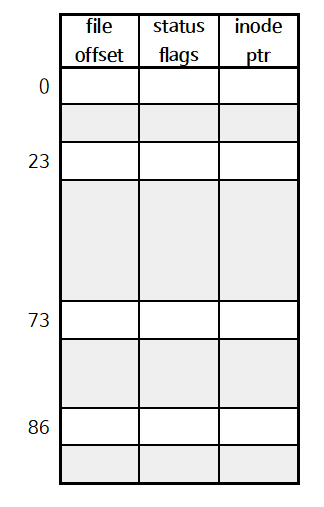 file status inode
offset flags ptr
0
23
73
86